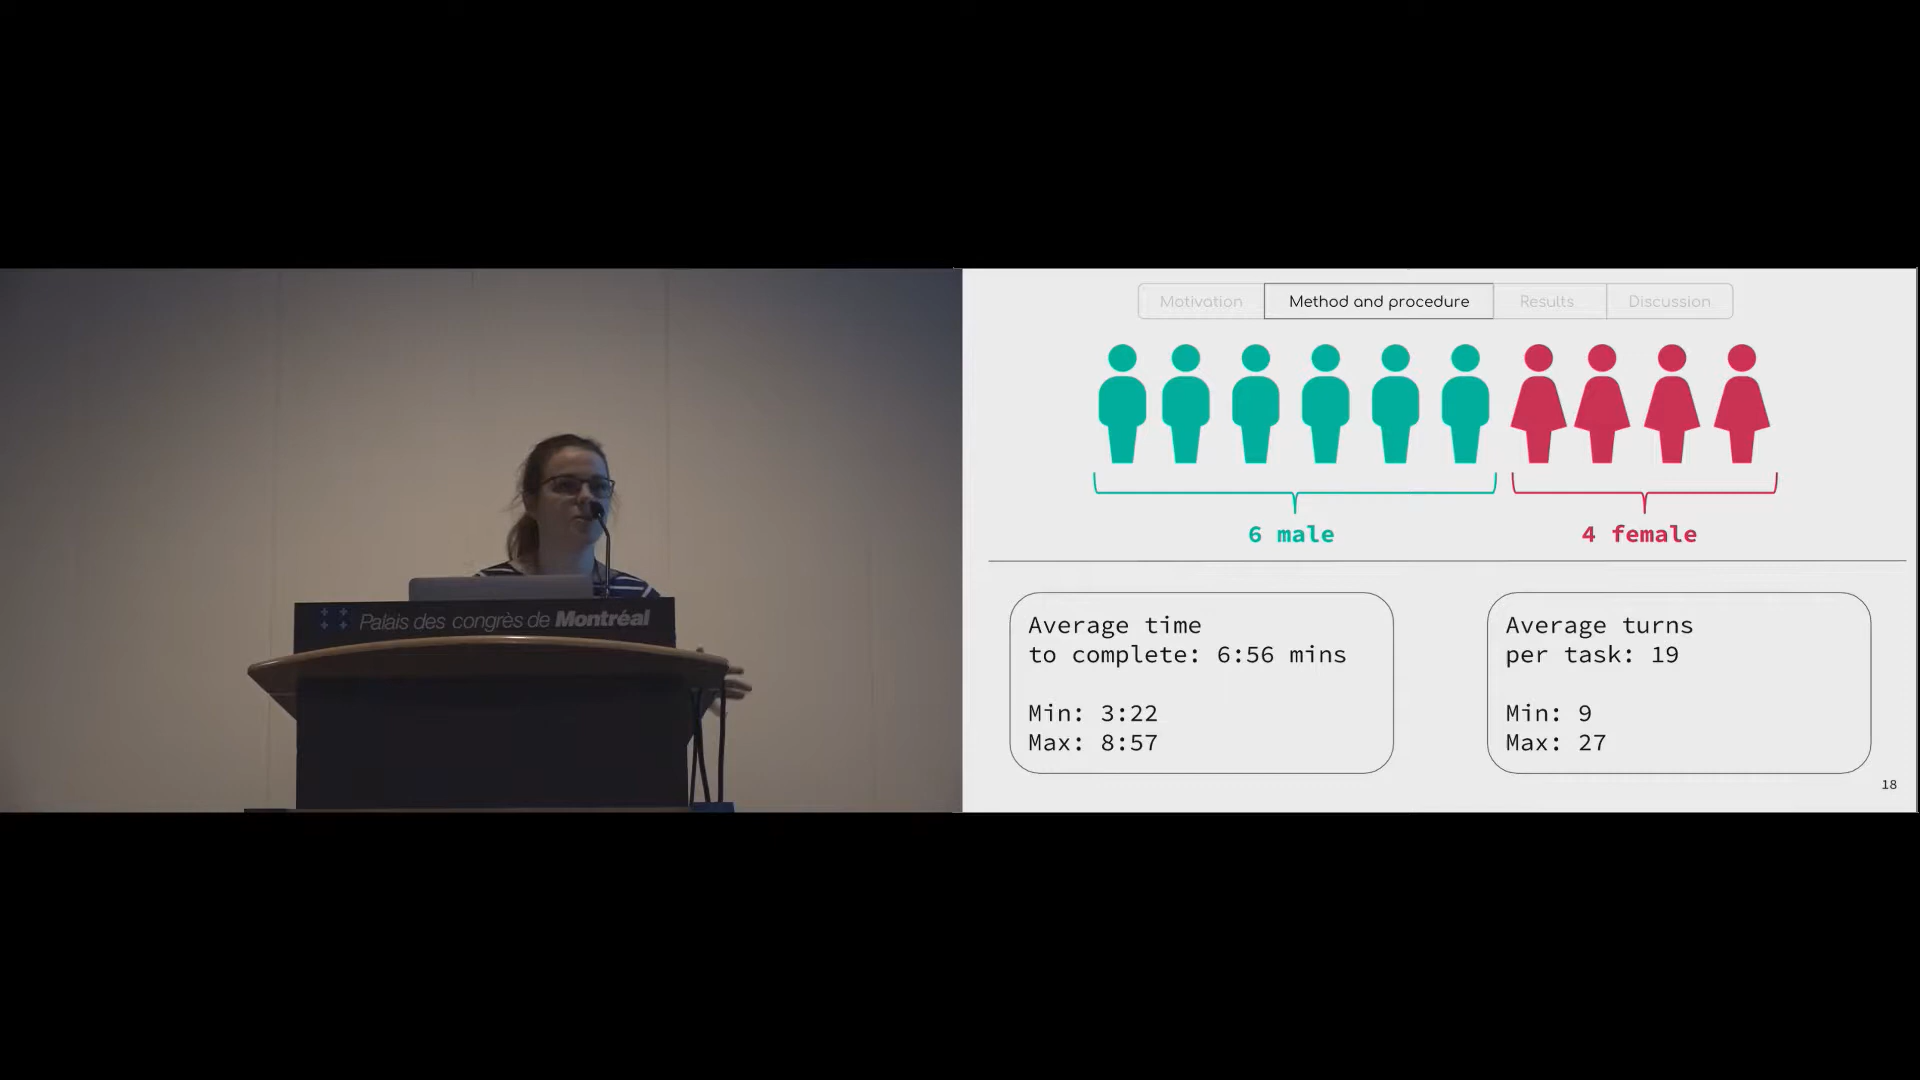 Palais des congrès de Montréal
Motivation
Method and procedure
Results
Discussion
6 male
4 female
Average time
to complete: 6:56 mins
Min: 3:22
Max: 8:57
Average turns
per task: 19
Min: 9
Max: 27
18